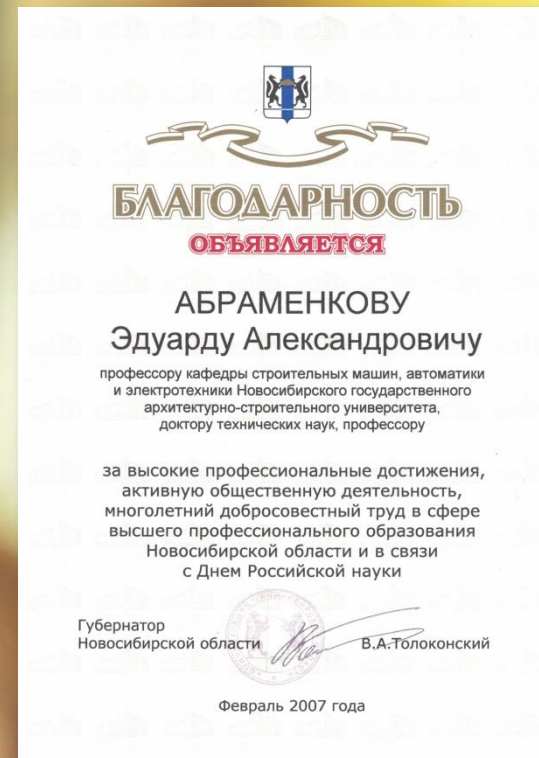 БЛАГОДАРНОСТЬ
ОБЪЯВЛЯЕТСЯ
АБРАМЕНКОВУ
Эдуарду Александровичу
профессору кафедры строительных машин, автоматики
и электротехники Новосибирского государственного
архитектурно-строительного университета,
доктору технических наук, профессору
за высокие профессиональные достижения,
активную общественную деятельность,
многолетний добросовестный труд в сфере
высшего профессионального образования
Новосибирской области и в связи
с Днем Российской науки
Губернатор
Новосибирской области В.А.Толоконский
Февраль 2007 года